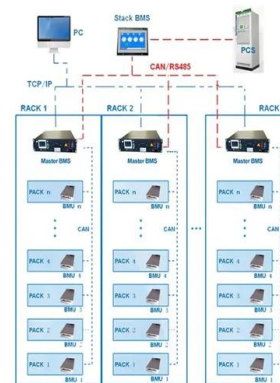 PC
Stack BMS
PCS
CAN/RS485
TCP/IP
RACK 1
RACK 2
RACK
Master BMS
Master BMS
Master BMS
PACK n
PACK n
PACK n
BMU n
BMU n
BMU n
CAN
CAN
CAN
PACK 4
PACK 4
PACK 4
BMU 4
BMU 4
BMU 4
PACK 3
PACK 3
PACK 3
BMU 3
BMU 3
BMU 3
PACK 2
PACK 2
PACK 2
BMU 2
BMU 2
BMU 2
PACK 1
PACK 1
PACK 1
BMU 1
BMU 1
BMU 1